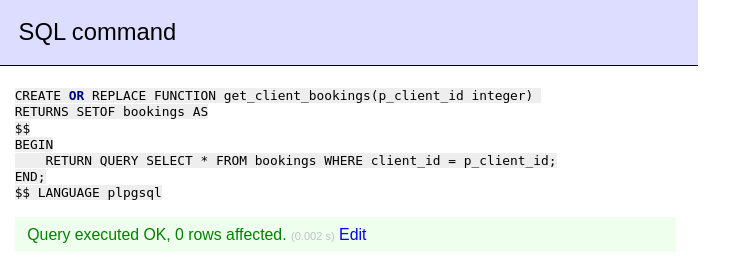 SQL command
CREATE OR REPLACE FUNCTION get_client_bookings(p_client_id integer)
RETURNS SETOF bookings AS
$$
BEGIN
    RETURN QUERY SELECT * FROM bookings WHERE client_id = p_client_id;
END;
$$ LANGUAGE plpgsql
Query executed OK, 0 rows affected. (0.002 s) Edit